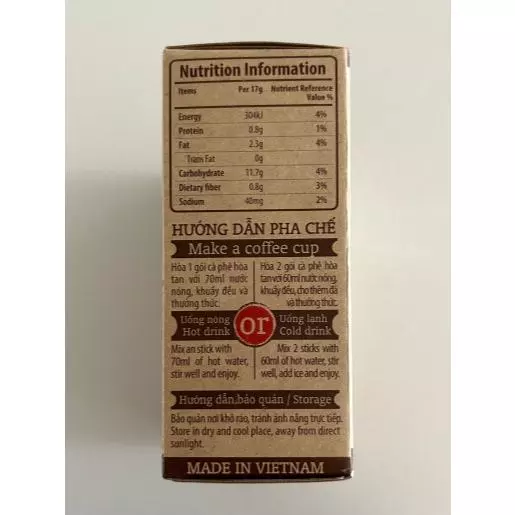 Nutrition Information
Items Per 17g Nutrient Reference Value %
Energy 304kJ 4%
Protein 0.8g 1%
Fat 2.3g 4%
Trans Fat 0g
Carbohydrate 11.7g 4%
Dietary fiber 0.8g 3%
Sodium 40mg 2%
HƯỚNG DẪN PHA CHẾ
Make a coffee cup
Hòa 1 gói cà phê hòa
tan với 70ml nước
nóng, khuấy đều và
thưởng thức.
Hòa 2 gói cà phê hòa
tan với 60ml nước nóng,
khuấy đều, cho thêm đá
và thưởng thức.
Uống nóng
Hot drink
or
Uống lạnh
Cold drink
Mix an stick with
70ml of hot water,
stir well and enjoy.
Mix 2 sticks with
60ml of hot water, stir
well, add ice and enjoy.
Hướng dẫn bảo quản / Storage
Bảo quản nơi khô ráo, tránh ánh nắng trực tiếp.
Store in dry and cool place, away from direct
sunlight.
MADE IN VIETNAM